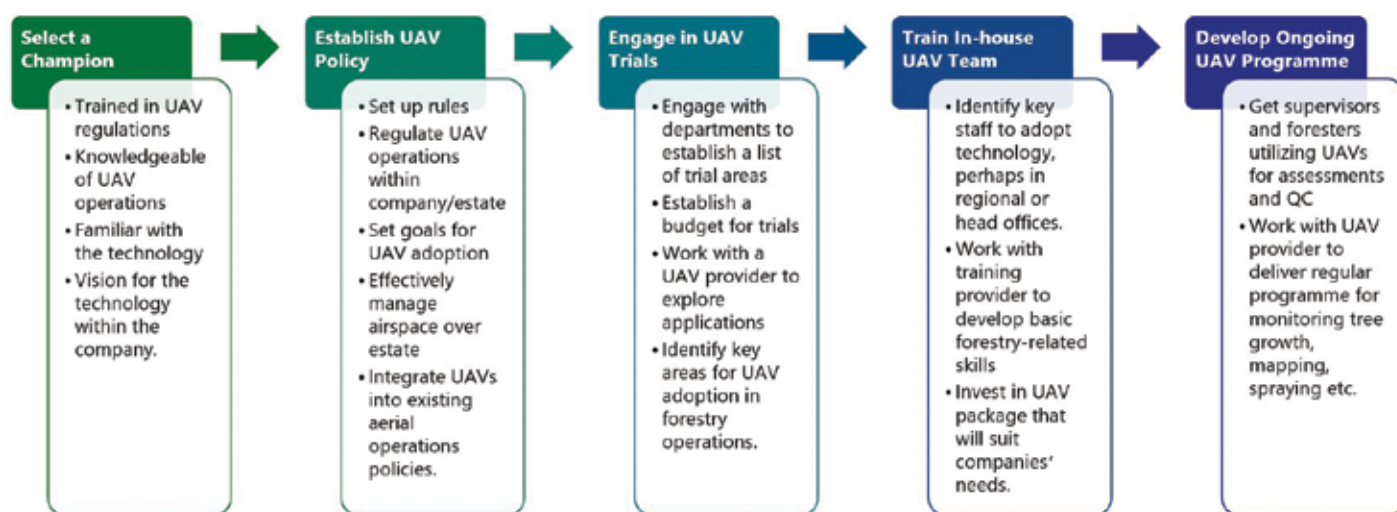 Select a
Champion
• Trained in UAV
regulations
• Knowledgeable
of UAV
operations
• Familiar with
the technology
• Vision for the
technology
within the
company.
Establish UAV
Policy
• Set up rules
• Regulate UAV
operations
within
company/estate
• Set goals for
UAV adoption
• Effectively
manage
airspace over
estate
• Integrate UAVs
into existing
aerial
operations
policies.
Engage in UAV
Trials
• Engage with
departments to
establish a list
of trial areas
• Establish a
budget for trials
• Work with a
UAV provider to
explore
applications
• Identify key
areas for UAV
adoption in
forestry
operations.
Train In-house
UAV Team
• Identify key
staff to adopt
technology,
perhaps in
regional or
head offices.
• Work with
training
provider to
develop basic
forestry-related
skills
• Invest in UAV
package that
will suit
companies’
needs.
Develop Ongoing
UAV Programme
• Get supervisors
and foresters
utilizing UAVs
for assessments
and QC
• Work with UAV
provider to
deliver regular
programme for
monitoring tree
growth,
mapping,
spraying etc.